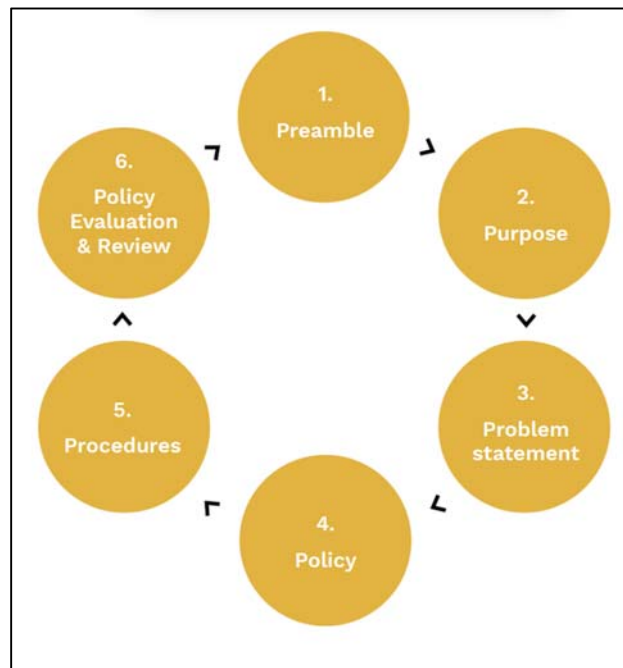 1.
Preamble
2.
Purpose
3.
Problem
statement
4.
Policy
5.
Procedures
6.
Policy
Evaluation
& Review